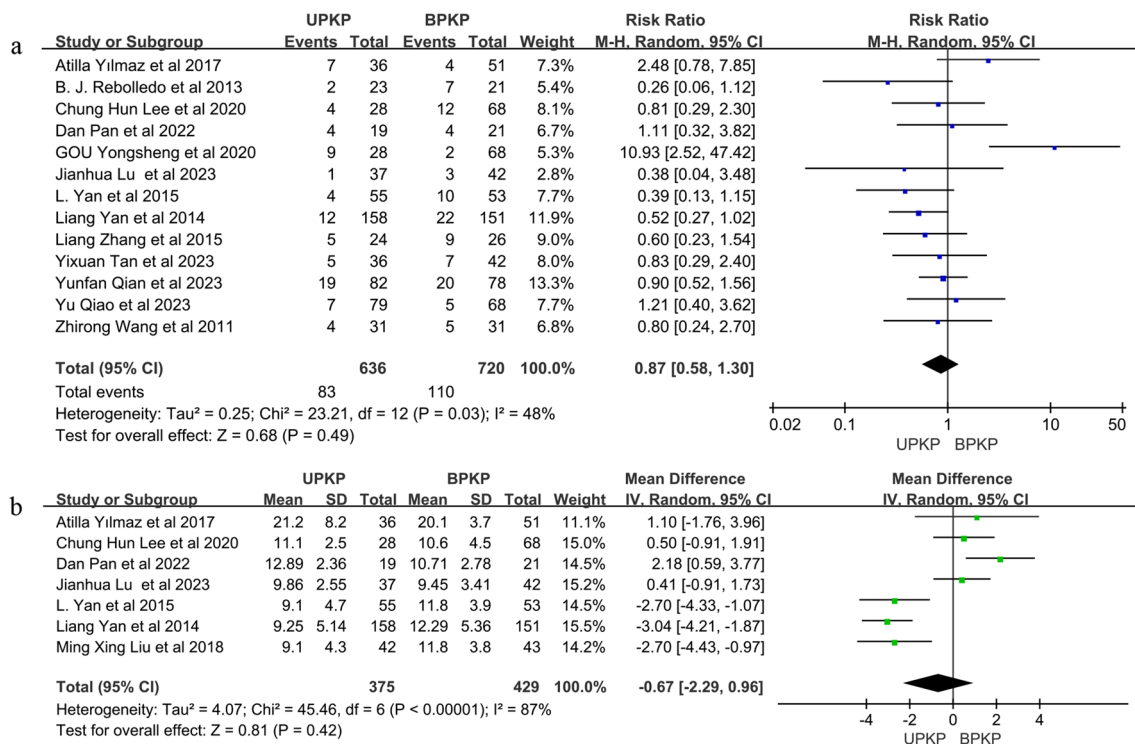 a
UPKP BPKP Risk Ratio Risk Ratio
Study or Subgroup Events Total Events Total Weight M-H, Random, 95% CI M-H, Random, 95% CI
Atilla Yılmaz et al 2017 7 36 4 51 7.3% 2.48 [0.78, 7.85]
B. J. Rebolledo et al 2013 2 23 7 21 5.4% 0.26 [0.06, 1.12]
Chung Hun Lee et al 2020 4 28 12 68 8.1% 0.81 [0.29, 2.30]
Dan Pan et al 2022 4 19 4 21 6.7% 1.11 [0.32, 3.82]
GOU Yongsheng et al 2020 9 28 2 68 5.3% 10.93 [2.52, 47.42]
Jianhua Lu et al 2023 1 37 3 42 2.8% 0.38 [0.04, 3.48]
L. Yan et al 2015 4 55 10 53 7.7% 0.39 [0.13, 1.15]
Liang Yan et al 2014 12 158 22 151 11.9% 0.52 [0.27, 1.02]
Liang Zhang et al 2015 5 24 9 26 9.0% 0.60 [0.23, 1.54]
Yixuan Tan et al 2023 5 36 7 42 8.0% 0.83 [0.29, 2.40]
Yunfan Qian et al 2023 19 82 20 78 13.3% 0.90 [0.52, 1.56]
Yu Qiao et al 2023 7 79 5 68 7.7% 1.21 [0.40, 3.62]
Zhirong Wang et al 2011 4 31 5 31 6.8% 0.80 [0.24, 2.70]
Total (95% CI) 636 720 100.0% 0.87 [0.58, 1.30]
Total events 83 110
Heterogeneity: Tau² = 0.25; Chi² = 23.21, df = 12 (P = 0.03); I² = 48%
Test for overall effect: Z = 0.68 (P = 0.49)
0.02 0.1 1 10 50
UPKP BPKP
b
UPKP BPKP Mean Difference Mean Difference
Study or Subgroup Mean SD Total Mean SD Total Weight IV, Random, 95% CI IV, Random, 95% CI
Atilla Yılmaz et al 2017 21.2 8.2 36 20.1 3.7 51 11.1% 1.10 [-1.76, 3.96]
Chung Hun Lee et al 2020 11.1 2.5 28 10.6 4.5 68 15.0% 0.50 [-0.91, 1.91]
Dan Pan et al 2022 12.89 2.36 19 10.71 2.78 21 14.5% 2.18 [0.59, 3.77]
Jianhua Lu et al 2023 9.86 2.55 37 9.45 3.41 42 15.2% 0.41 [-0.91, 1.73]
L. Yan et al 2015 9.1 4.7 55 11.8 3.9 53 14.5% -2.70 [-4.33, -1.07]
Liang Yan et al 2014 9.25 5.14 158 12.29 5.36 151 15.5% -3.04 [-4.21, -1.87]
Ming Xing Liu et al 2018 9.1 4.3 42 11.8 3.8 43 14.2% -2.70 [-4.43, -0.97]
Total (95% CI) 375 429 100.0% -0.67 [-2.29, 0.96]
Heterogeneity: Tau² = 4.07; Chi² = 45.46, df = 6 (P < 0.00001); I² = 87%
Test for overall effect: Z = 0.81 (P = 0.42)
-4 -2 0 2 4
UPKP BPKP